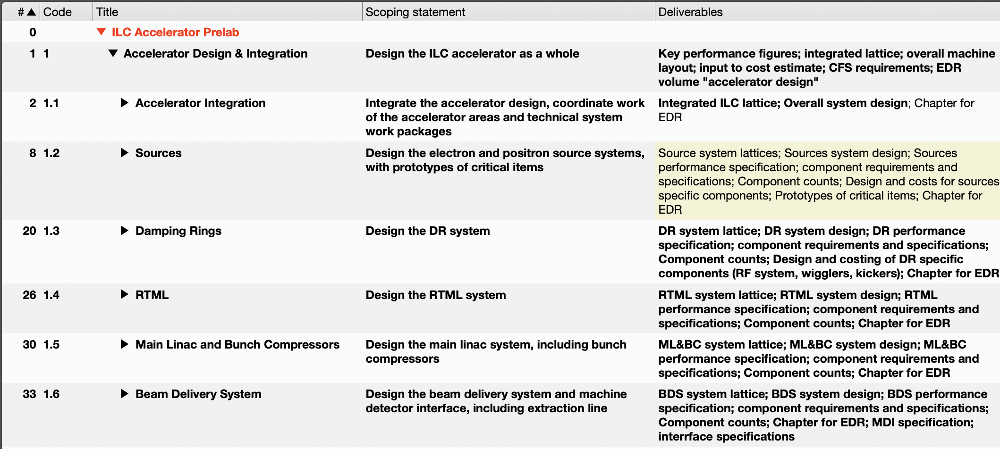 # Code Title Scoping statement Deliverables
0 ILC Accelerator Prelab
1 1 Accelerator Design & Integration Design the ILC accelerator as a whole Key performance figures; integrated lattice; overall machine
layout; input to cost estimate; CFS requirements; EDR
volume "accelerator design"
2 1.1 Accelerator Integration Integrate the accelerator design, coordinate work Integrated ILC lattice; Overall system design; Chapter for
of the accelerator areas and technical system EDR
work packages
8 1.2 Sources Design the electron and positron source systems, Source system lattices; Sources system design; Sources
with prototypes of critical items performance specification; component requirements and
specifications; Component counts; Design and costs for sources
specific components; Prototypes of critical items; Chapter for
EDR
20 1.3 Damping Rings Design the DR system DR system lattice; DR system design; DR performance
specification; component requirements and specifications;
Component counts; Design and costing of DR specific
components (RF system, wigglers, kickers); Chapter for EDR
26 1.4 RTML Design the RTML system RTML system lattice; RTML system design; RTML
performance specification; component requirements and
specifications; Component counts; Chapter for EDR
30 1.5 Main Linac and Bunch Compressors Design the main linac system, including bunch ML&BC system lattice; ML&BC system design; ML&BC
compressors performance specification; component requirements and
specifications; Component counts; Chapter for EDR
33 1.6 Beam Delivery System Design the beam delivery system and machine BDS system lattice; BDS system design; BDS performance
detector interface, including extraction line specification; component requirements and specifications;
Component counts; Chapter for EDR; MDI specification;
interrface specifications